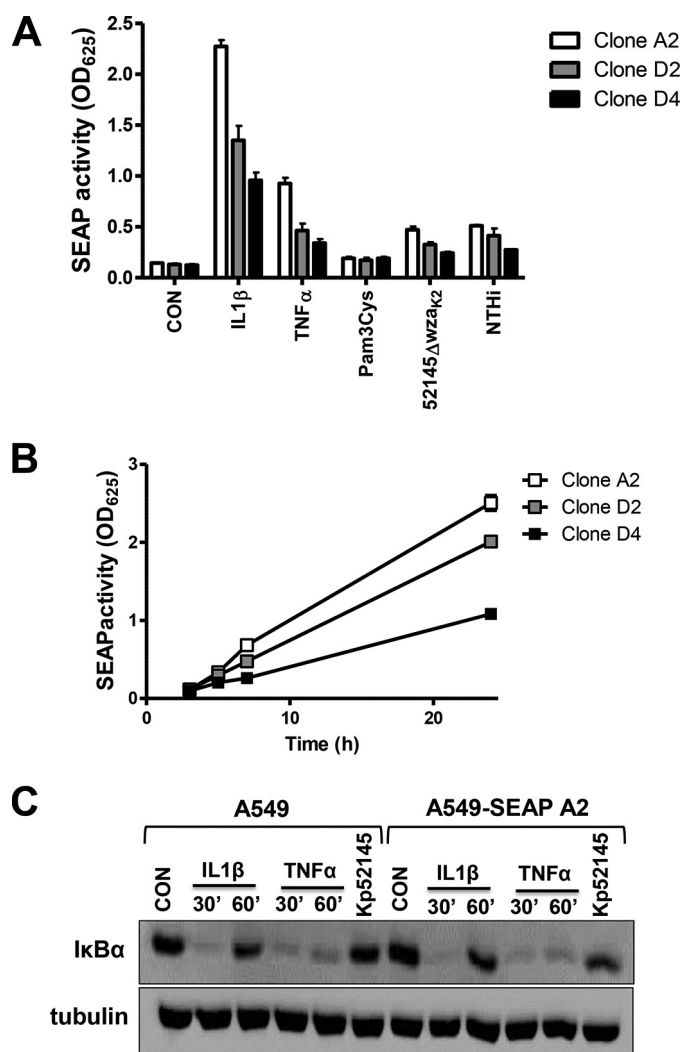 A
SEAP activity (OD625)
2.5
2.0
1.5
1.0
0.5
0.0
Clone A2
Clone D2
Clone D4
CON
IL1β
TNFα
Pam3Cys
52145ΔwzaK2
NTHi
B
SEAPactivity (OD625)
3
2
1
0
0
10
20
Time (h)
Clone A2
Clone D2
Clone D4
C
A549
A549-SEAP A2
CON
IL1β
TNFα
Kp52145
CON
IL1β
TNFα
Kp52145
30’ 60’ 30’ 60’ 30’ 60’ 30’ 60’
IκBα
tubulin